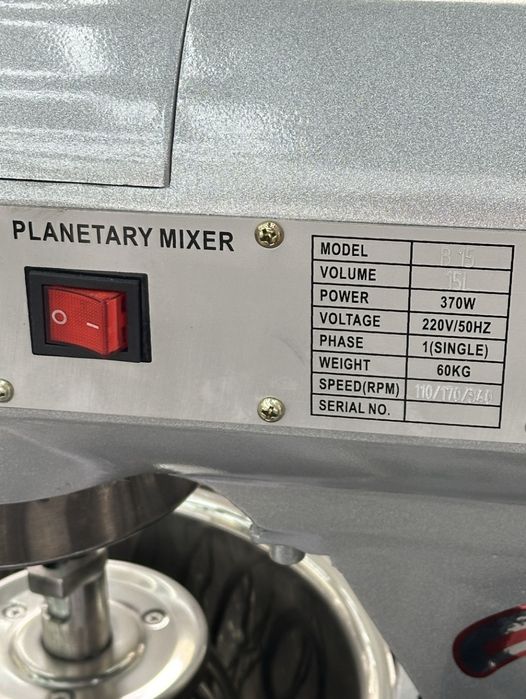 PLANETARY MIXER
MODEL B 15
VOLUME 15L
POWER 370W
VOLTAGE 220V/50HZ
PHASE 1(SINGLE)
WEIGHT 60KG
SPEED(RPM) 110/170/340
SERIAL NO.
O I